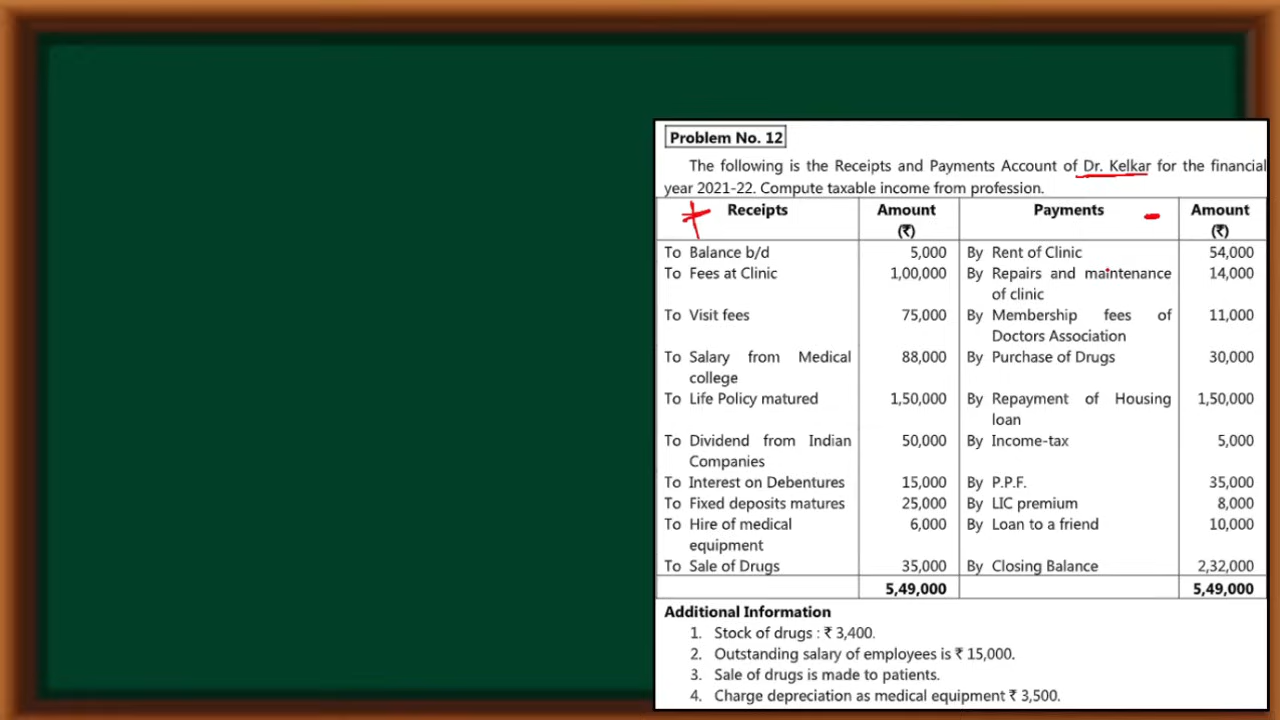 Problem No. 12
The following is the Receipts and Payments Account of Dr. Kelkar for the financial
year 2021-22. Compute taxable income from profession.
Receipts Amount Payments Amount
(₹) (₹)
To Balance b/d 5,000 By Rent of Clinic 54,000
To Fees at Clinic 1,00,000 By Repairs and maintenance 14,000
of clinic
To Visit fees 75,000 By Membership fees of 11,000
Doctors Association
To Salary from Medical 88,000 By Purchase of Drugs 30,000
college
To Life Policy matured 1,50,000 By Repayment of Housing 1,50,000
loan
To Dividend from Indian 50,000 By Income-tax 5,000
Companies
To Interest on Debentures 15,000 By P.P.F. 35,000
To Fixed deposits matures 25,000 By LIC premium 8,000
To Hire of medical 6,000 By Loan to a friend 10,000
equipment
To Sale of Drugs 35,000 By Closing Balance 2,32,000
5,49,000 5,49,000
Additional Information
1. Stock of drugs : ₹ 3,400.
2. Outstanding salary of employees is ₹ 15,000.
3. Sale of drugs is made to patients.
4. Charge depreciation as medical equipment ₹ 3,500.